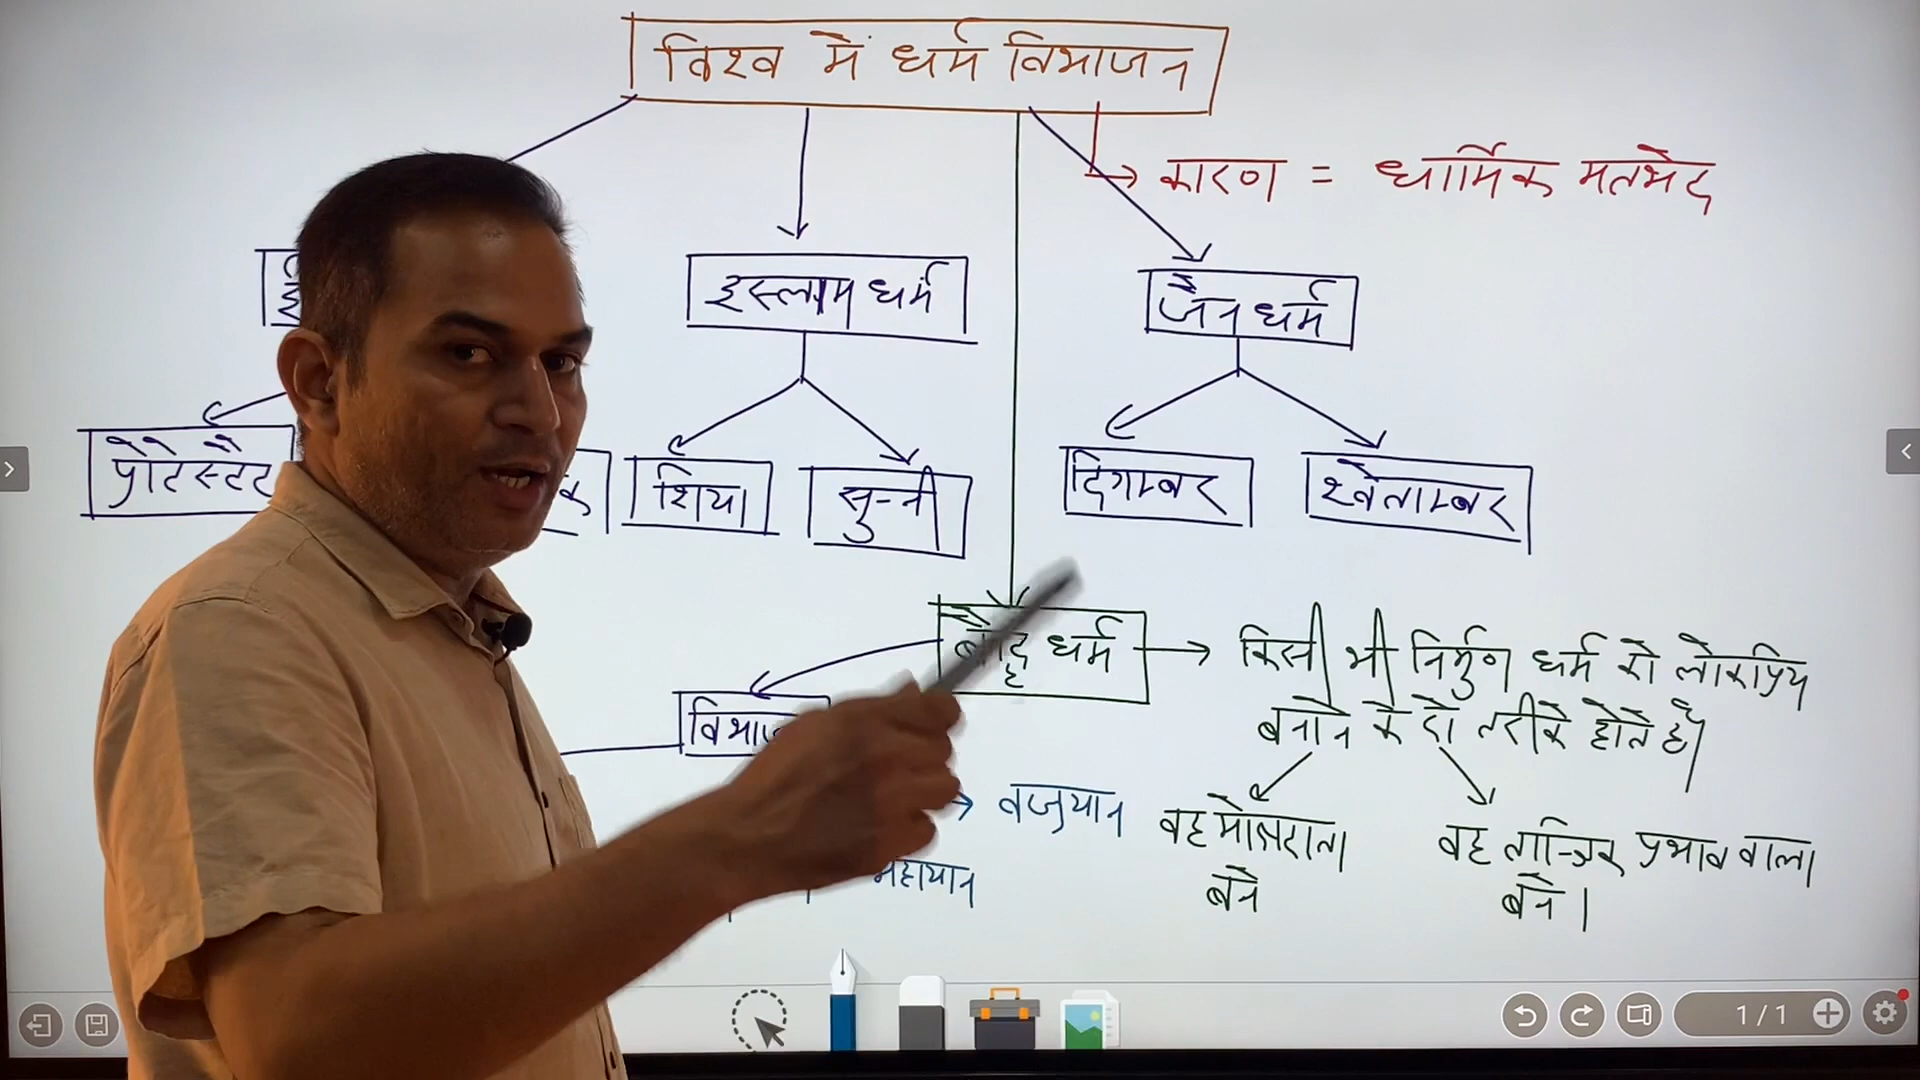 विश्व में धर्म विभाजन
कारण = धार्मिक मतभेद
इस्लाम धर्म
जैन धर्म
प्रोटेस्टैंट
शिया
सुन्नी
दिगम्बर
श्वेताम्बर
बौद्ध धर्म
किसी भी निर्गुण धर्म को लोकप्रिय
बनाने के दो तरीके होते हैं।
वज्रयान
वह मोक्षदाता
बने
वह तान्त्रिक प्रभाव वाला
बने।
महायान
1/1